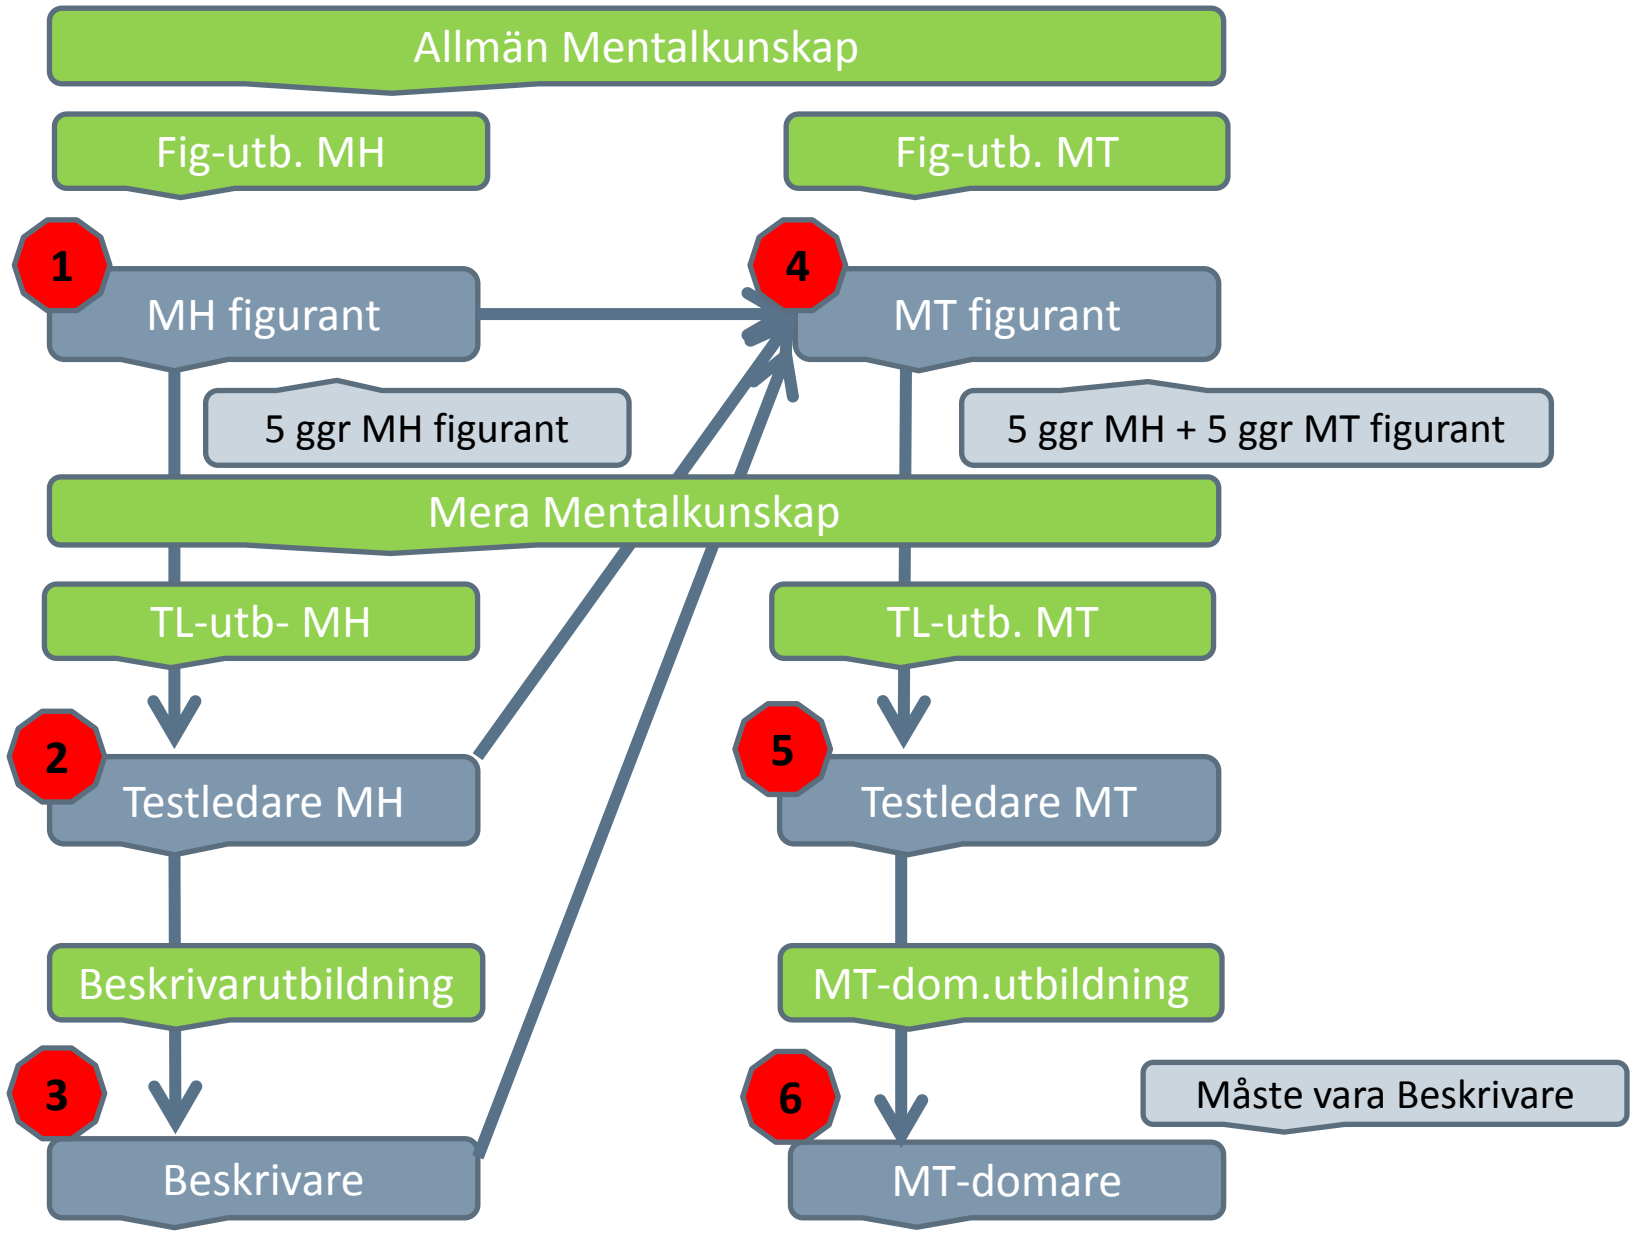 Allmän Mentalkunskap
Fig-utb. MH
Fig-utb. MT
1
MH figurant
4
MT figurant
5 ggr MH figurant
5 ggr MH + 5 ggr MT figurant
Mera Mentalkunskap
TL-utb- MH
TL-utb. MT
2
Testledare MH
5
Testledare MT
Beskrivarutbildning
MT-dom.utbildning
3
Beskrivare
6
MT-domare
Måste vara Beskrivare